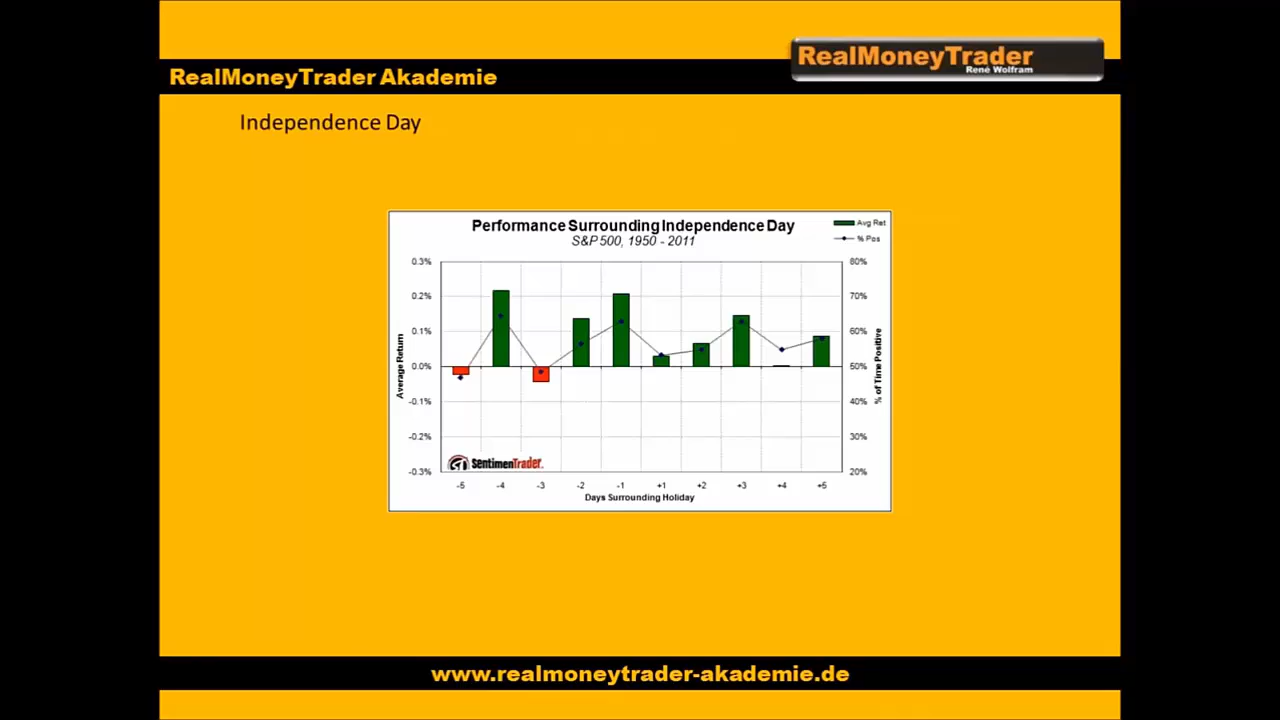 RealMoneyTrader
René Wolfram
RealMoneyTrader Akademie
Independence Day
Performance Surrounding Independence Day
S&P 500, 1950 - 2011
Avg Ret
% Pos
0.3%
0.2%
0.1%
0.0%
-0.1%
-0.2%
-0.3%
Average Return
80%
70%
60%
50%
40%
30%
20%
% of Time Positive
SentimenTrader
-5 -4 -3 -2 -1 +1 +2 +3 +4 +5
Days Surrounding Holiday
www.realmoneytrader-akademie.de